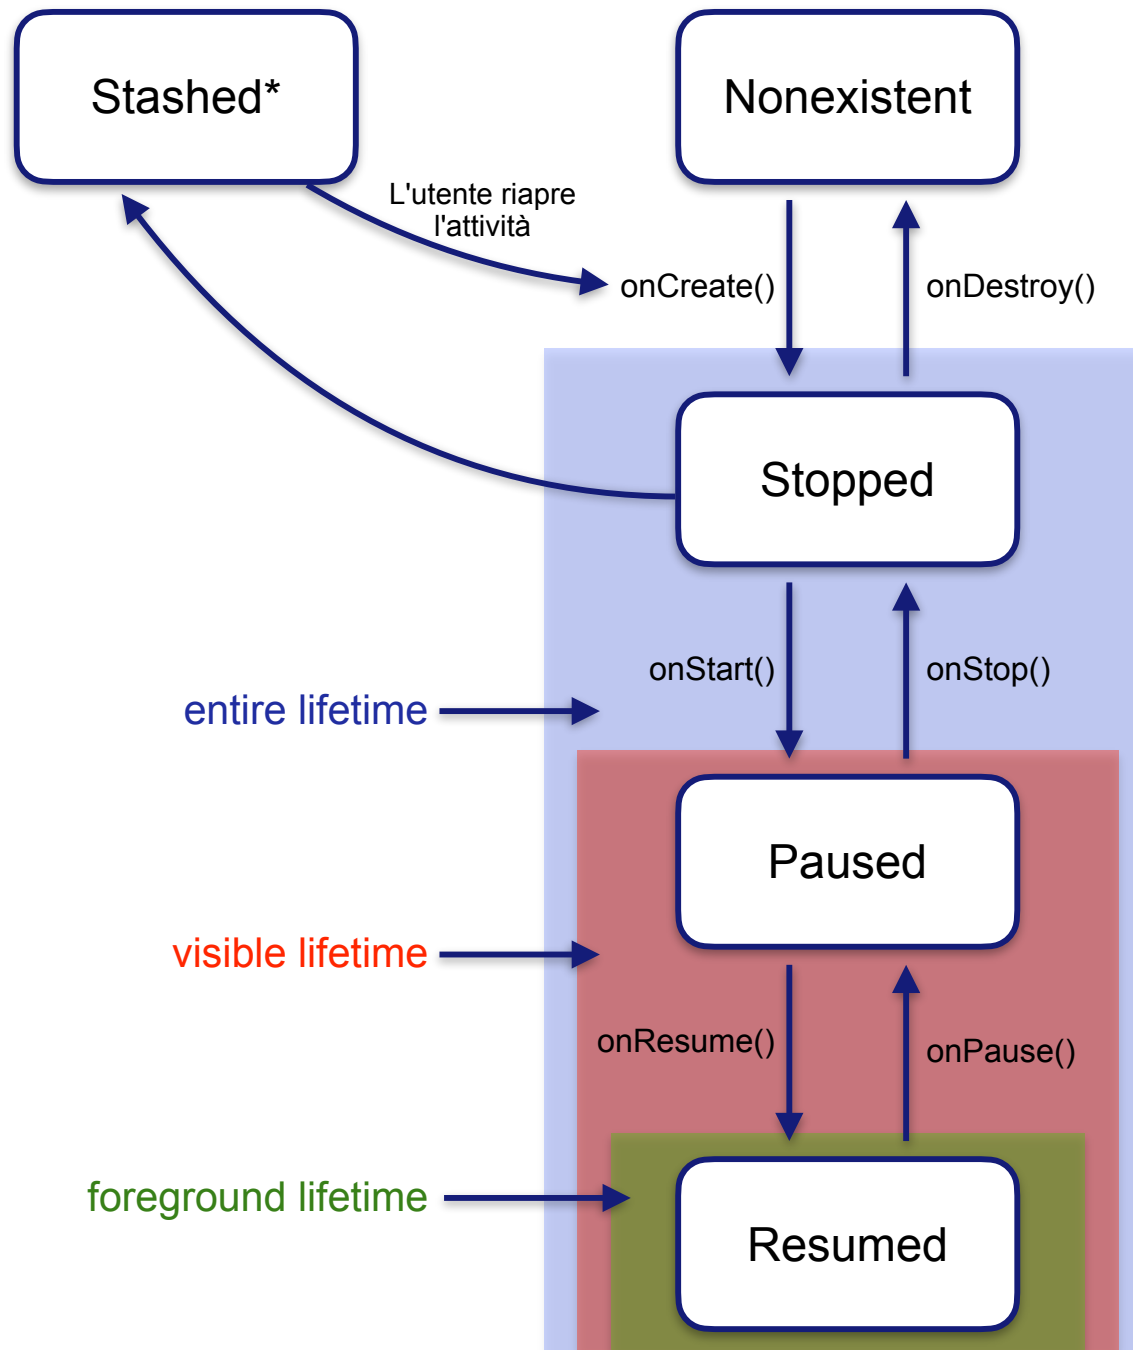 Stashed*
Nonexistent
L'utente riapre
l'attività
onCreate()
onDestroy()
Stopped
onStart()
onStop()
entire lifetime
Paused
visible lifetime
onResume()
onPause()
foreground lifetime
Resumed